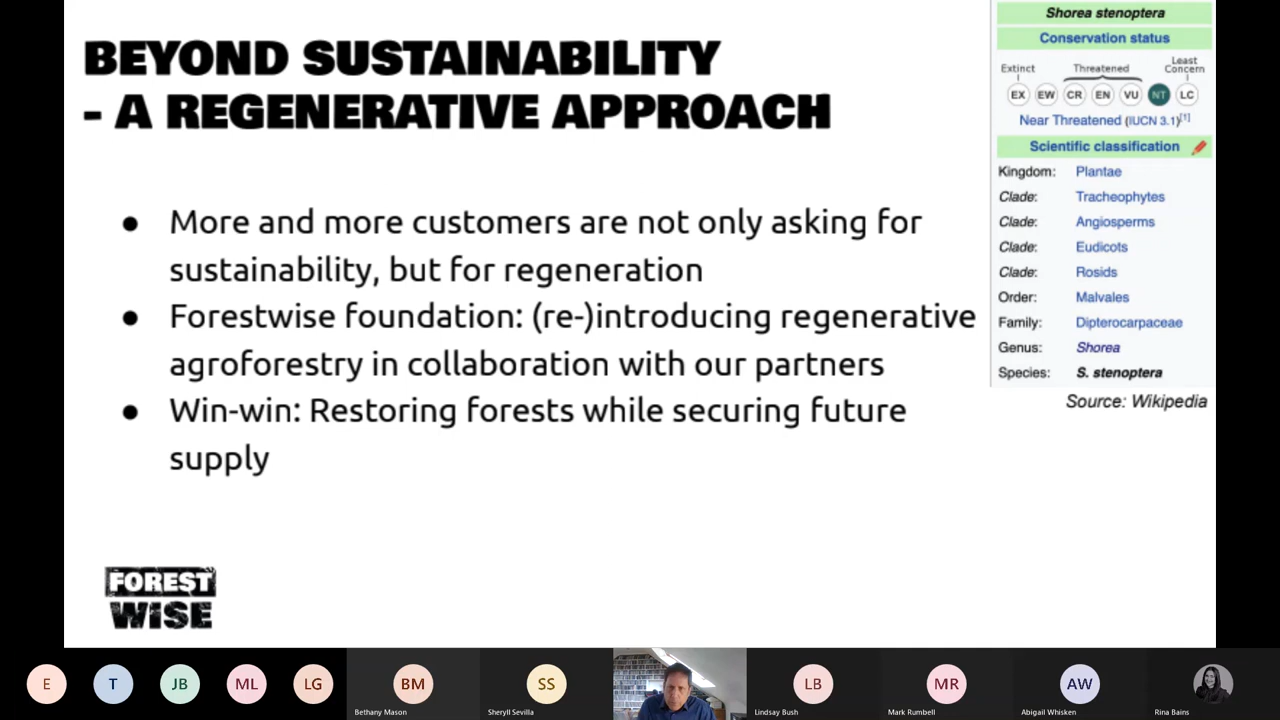 BEYOND SUSTAINABILITY
- A REGENERATIVE APPROACH
● More and more customers are not only asking for
sustainability, but for regeneration
● Forestwise foundation: (re-)introducing regenerative
agroforestry in collaboration with our partners
● Win-win: Restoring forests while securing future
supply
FOREST
WISE
Shorea stenoptera
Conservation status
Extinct Threatened Least Concern
EX EW CR EN VU NT LC
Near Threatened (IUCN 3.1)[1]
Scientific classification
Kingdom: Plantae
Clade: Tracheophytes
Clade: Angiosperms
Clade: Eudicots
Clade: Rosids
Order: Malvales
Family: Dipterocarpaceae
Genus: Shorea
Species: S. stenoptera
Source: Wikipedia
E T JB ML LG BM SS LB MR AW
Bethany Mason Sheryll Sevilla Lindsay Bush Mark Rumbell Abigail Whisken Rina Bains